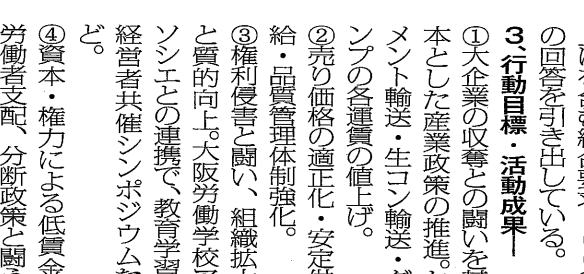 の回答を引き出している。
3、行動目標・活動成果―
①大企業の収奪との闘いを基
本とした産業政策の推進。
メント輸送・生コン輸送・ダ
ンプの各運賃の値上げ。
②売り価格の適正化・安定供
給・品質管理体制強化。
③権利侵害と闘い、組織拡大
と質的向上。大阪労働学校ア
ソシエとの連携で、教育学習
経営者共催シンポジウムな
ど。
④資本・権力による低賃金
労働者支配、分断政策と闘